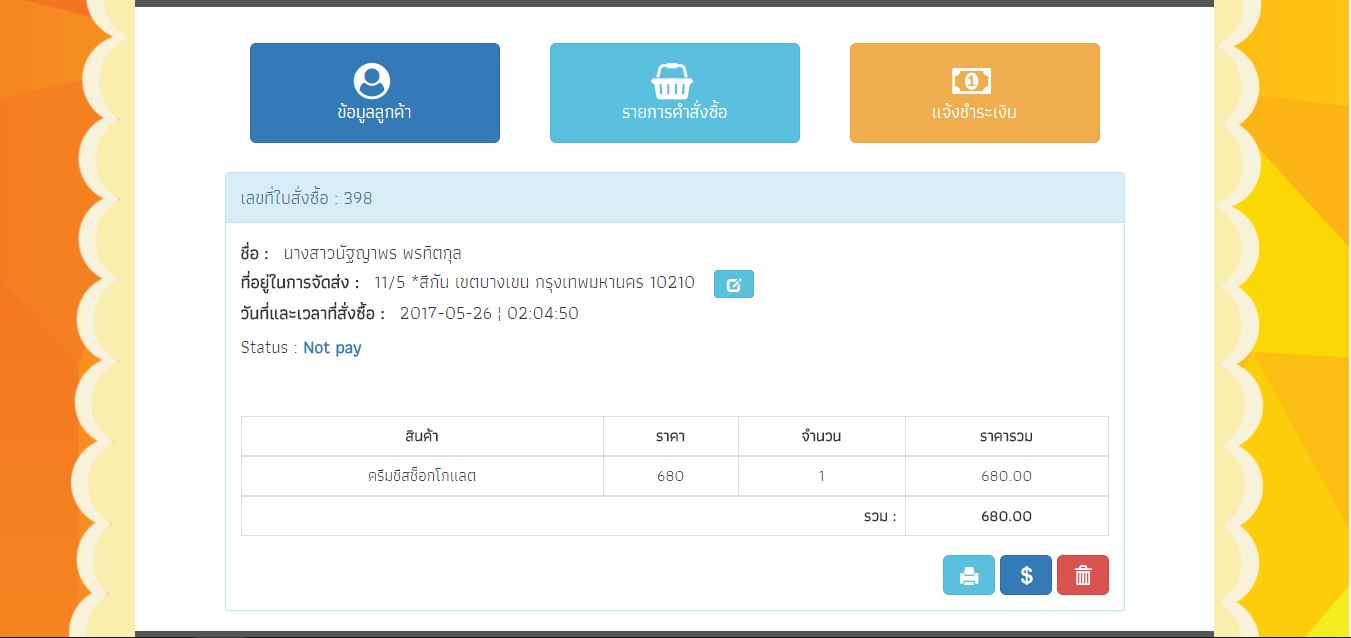 ข้อมูลลูกค้า
รายการคำสั่งซื้อ
แจ้งชำระเงิน
เลขที่ใบสั่งซื้อ : 398
ชื่อ : นางสาวนัฐญาพร พรทิตกุล
ที่อยู่ในการจัดส่ง : 11/5 *สีกัน เขตบางเขน กรุงเทพมหานคร 10210
วันที่และเวลาที่สั่งซื้อ : 2017-05-26 ¦ 02:04:50
Status : Not pay
สินค้า ราคา จำนวน ราคารวม
ครีมชีสช็อกโกแลต 680 1 680.00
รวม : 680.00